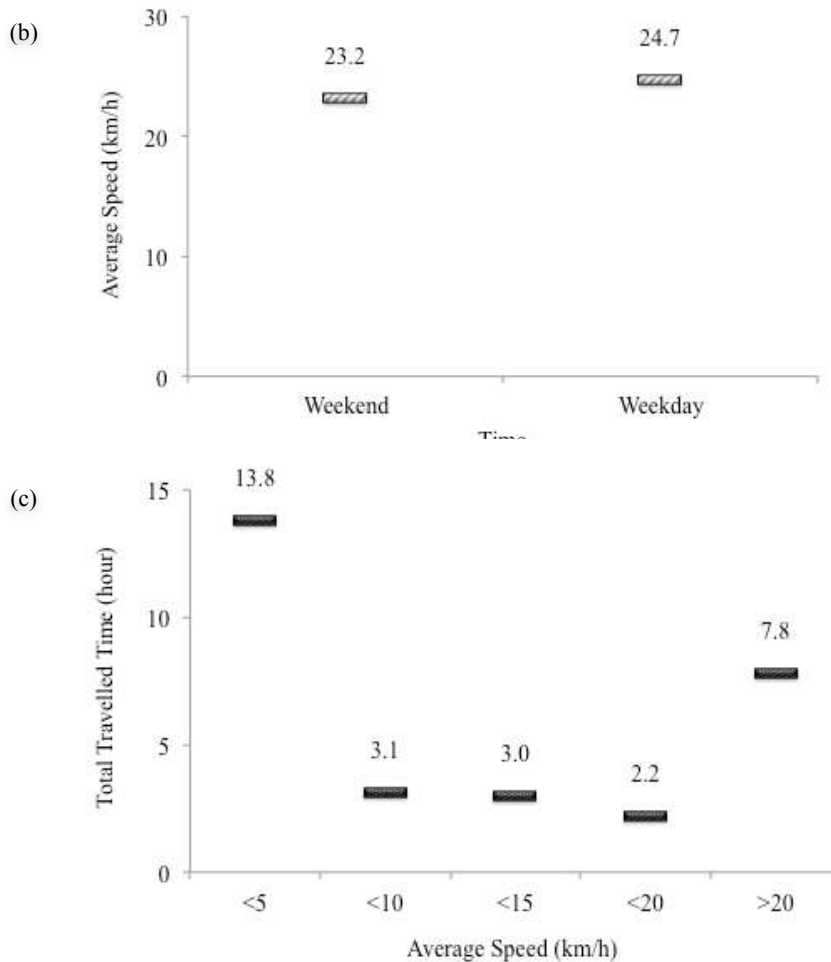 (b)
Average Speed (km/h)
30
20
10
0
23.2
24.7
Weekend
Weekday
Time
(c)
Total Travelled Time (hour)
15
10
5
0
13.8
3.1
3.0
2.2
7.8
<5
<10
<15
<20
>20
Average Speed (km/h)